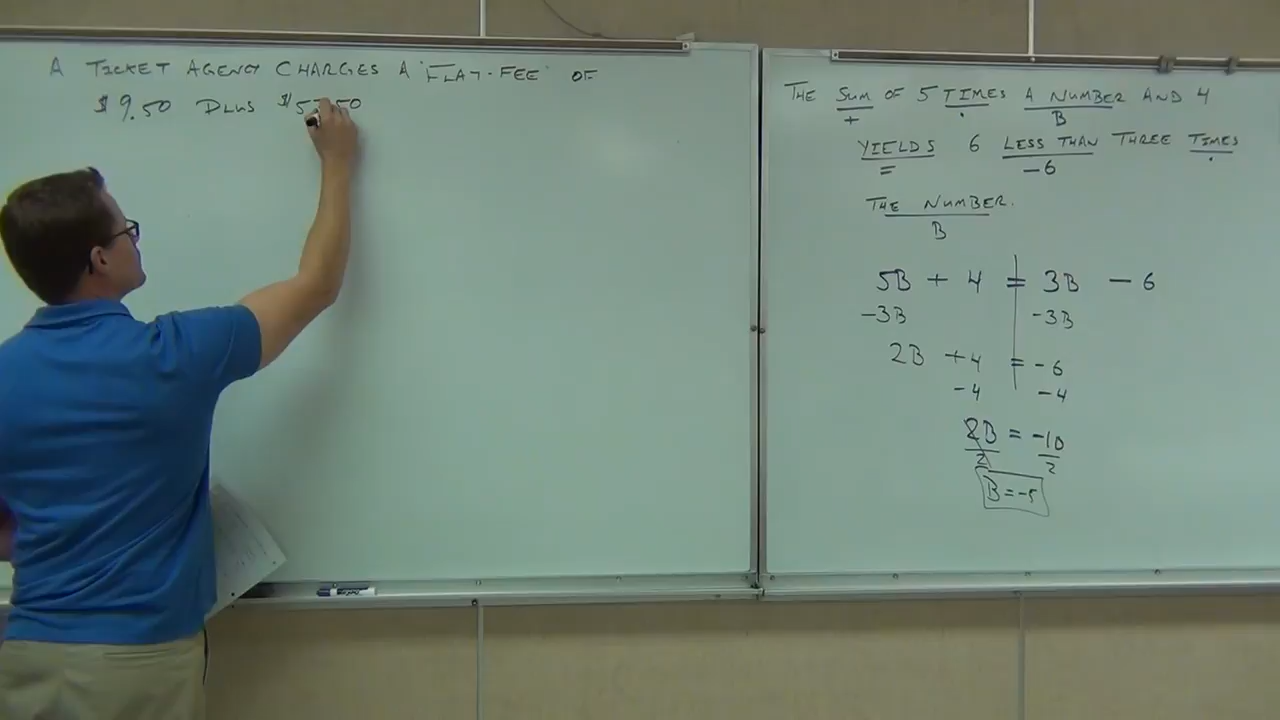 A TICKET AGENCY CHARGES A "FLAT-FEE" OF
$9.50 PLUS
THE SUM OF 5 TIMES A NUMBER AND 4
+ · B
YIELDS 6 LESS THAN THREE TIMES
= -6 ·
THE NUMBER.
B
5B + 4 = 3B - 6
-3B -3B
2B + 4 = -6
-4 -4
2B = -10
2 2
B = -5